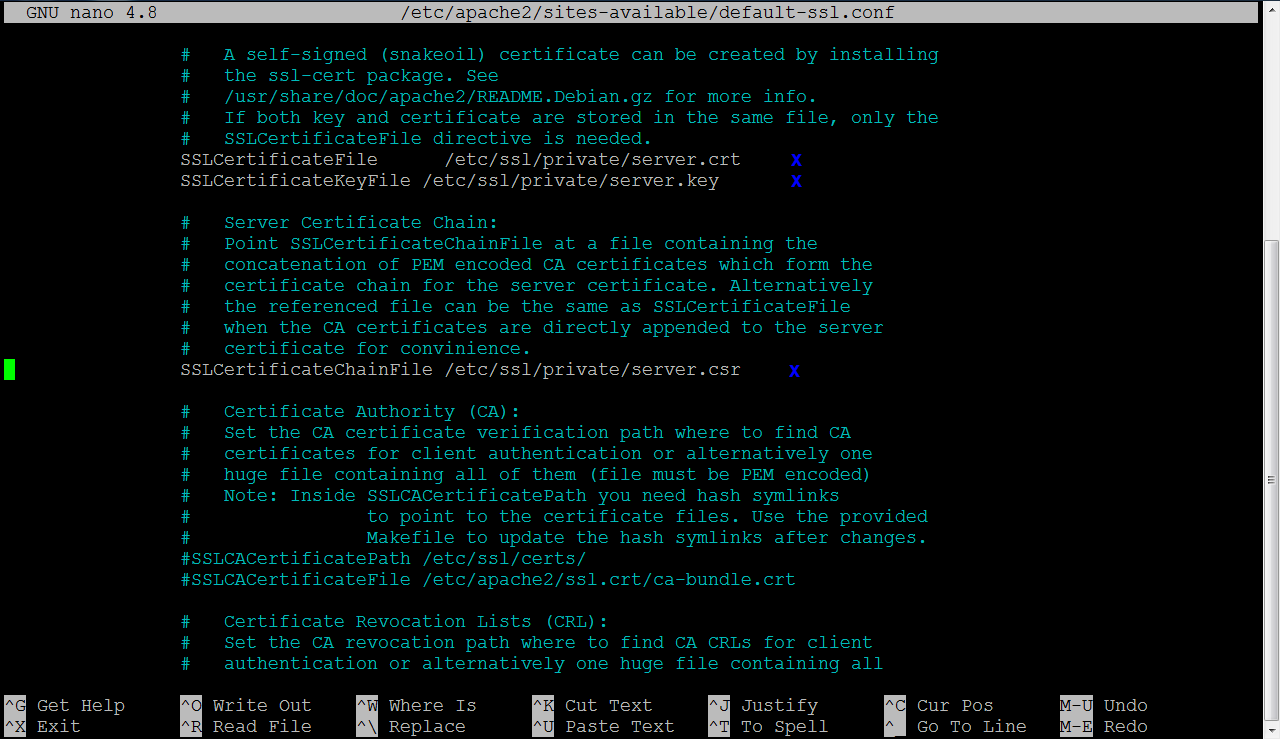 GNU nano 4.8 /etc/apache2/sites-available/default-ssl.conf
# A self-signed (snakeoil) certificate can be created by installing
# the ssl-cert package. See
# /usr/share/doc/apache2/README.Debian.gz for more info.
# If both key and certificate are stored in the same file, only the
# SSLCertificateFile directive is needed.
SSLCertificateFile /etc/ssl/private/server.crt X
SSLCertificateKeyFile /etc/ssl/private/server.key X
# Server Certificate Chain:
# Point SSLCertificateChainFile at a file containing the
# concatenation of PEM encoded CA certificates which form the
# certificate chain for the server certificate. Alternatively
# the referenced file can be the same as SSLCertificateFile
# when the CA certificates are directly appended to the server
# certificate for convinience.
SSLCertificateChainFile /etc/ssl/private/server.csr X
# Certificate Authority (CA):
# Set the CA certificate verification path where to find CA
# certificates for client authentication or alternatively one
# huge file containing all of them (file must be PEM encoded)
# Note: Inside SSLCACertificatePath you need hash symlinks
# to point to the certificate files. Use the provided
# Makefile to update the hash symlinks after changes.
#SSLCACertificatePath /etc/ssl/certs/
#SSLCACertificateFile /etc/apache2/ssl.crt/ca-bundle.crt
# Certificate Revocation Lists (CRL):
# Set the CA revocation path where to find CA CRLs for client
# authentication or alternatively one huge file containing all
^G Get Help ^O Write Out ^W Where Is ^K Cut Text ^J Justify ^C Cur Pos M-U Undo
^X Exit ^R Read File ^\ Replace ^U Paste Text ^T To Spell ^_ Go To Line M-E Redo